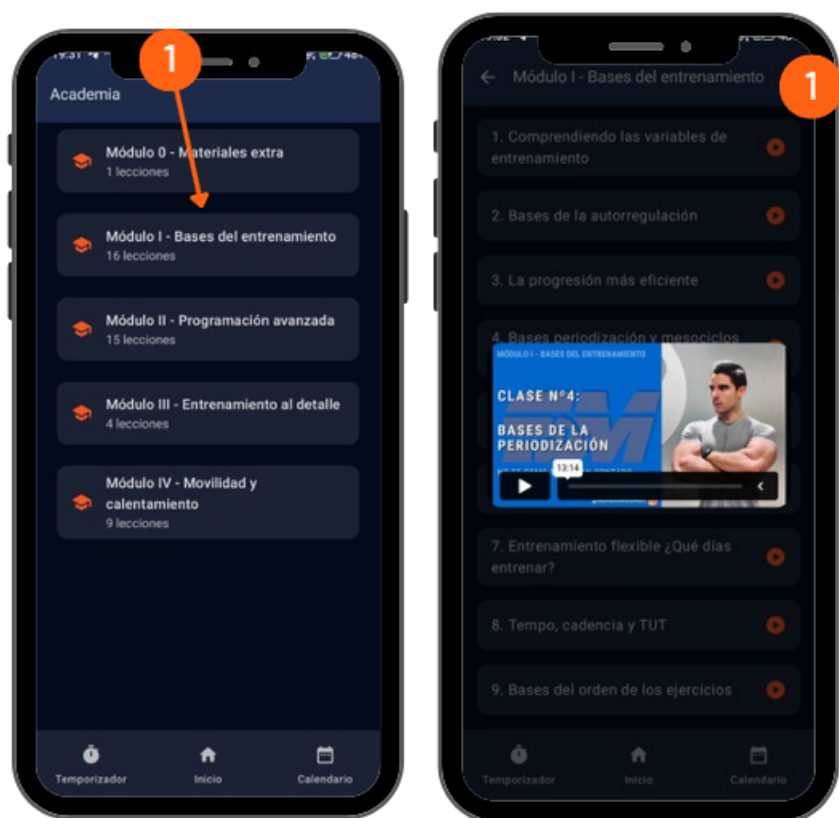 1
Academia
Módulo 0 - Materiales extra
1 lecciones
Módulo I - Bases del entrenamiento
16 lecciones
Módulo II - Programación avanzada
15 lecciones
Módulo III - Entrenamiento al detalle
4 lecciones
Módulo IV - Movilidad y
calentamiento
9 lecciones
Temporizador
Inicio
Calendario
1
Módulo I - Bases del entrenamiento
1. Comprendiendo las variables de
entrenamiento
2. Bases de la autorregulación
3. La progresión más eficiente
4. Bases periodización y mesociclos
MÓDULO I - BASES DEL ENTRENAMIENTO
CLASE Nº4:
BASES DE LA
PERIODIZACIÓN
13:14
7. Entrenamiento flexible ¿Qué días
entrenar?
8. Tempo, cadencia y TUT
9. Bases del orden de los ejercicios
Temporizador
Inicio
Calendario